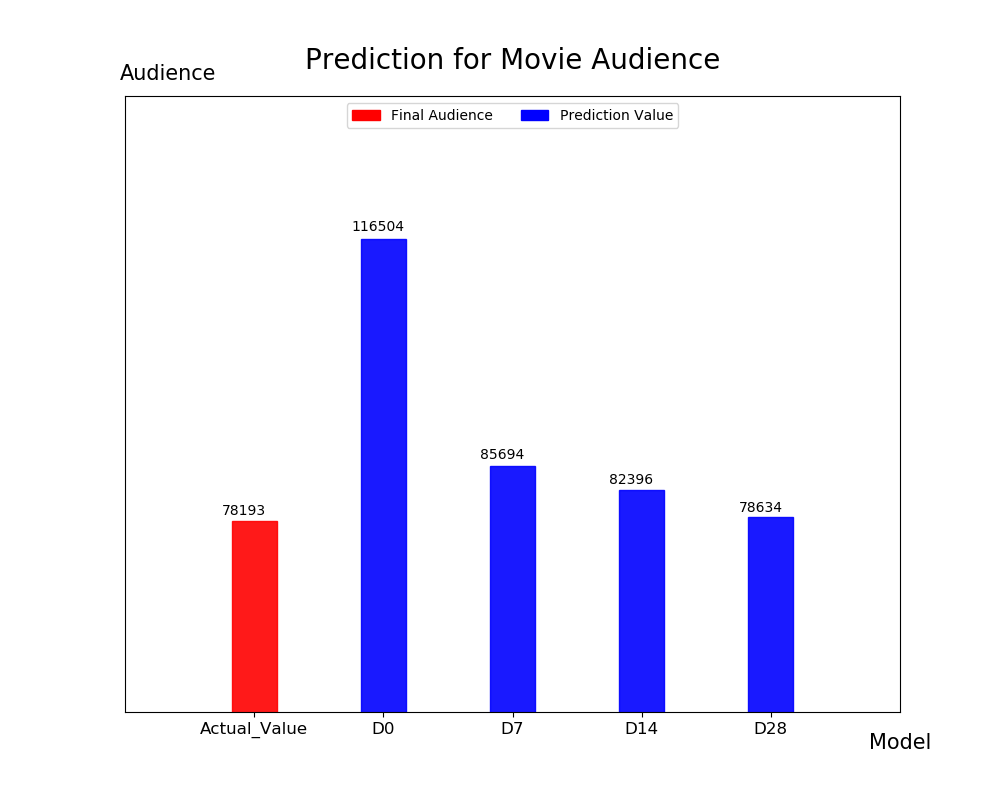 Prediction for Movie Audience
Audience
Final Audience
Prediction Value
116504
85694
82396
78634
78193
Actual_Value
D0
D7
D14
D28
Model